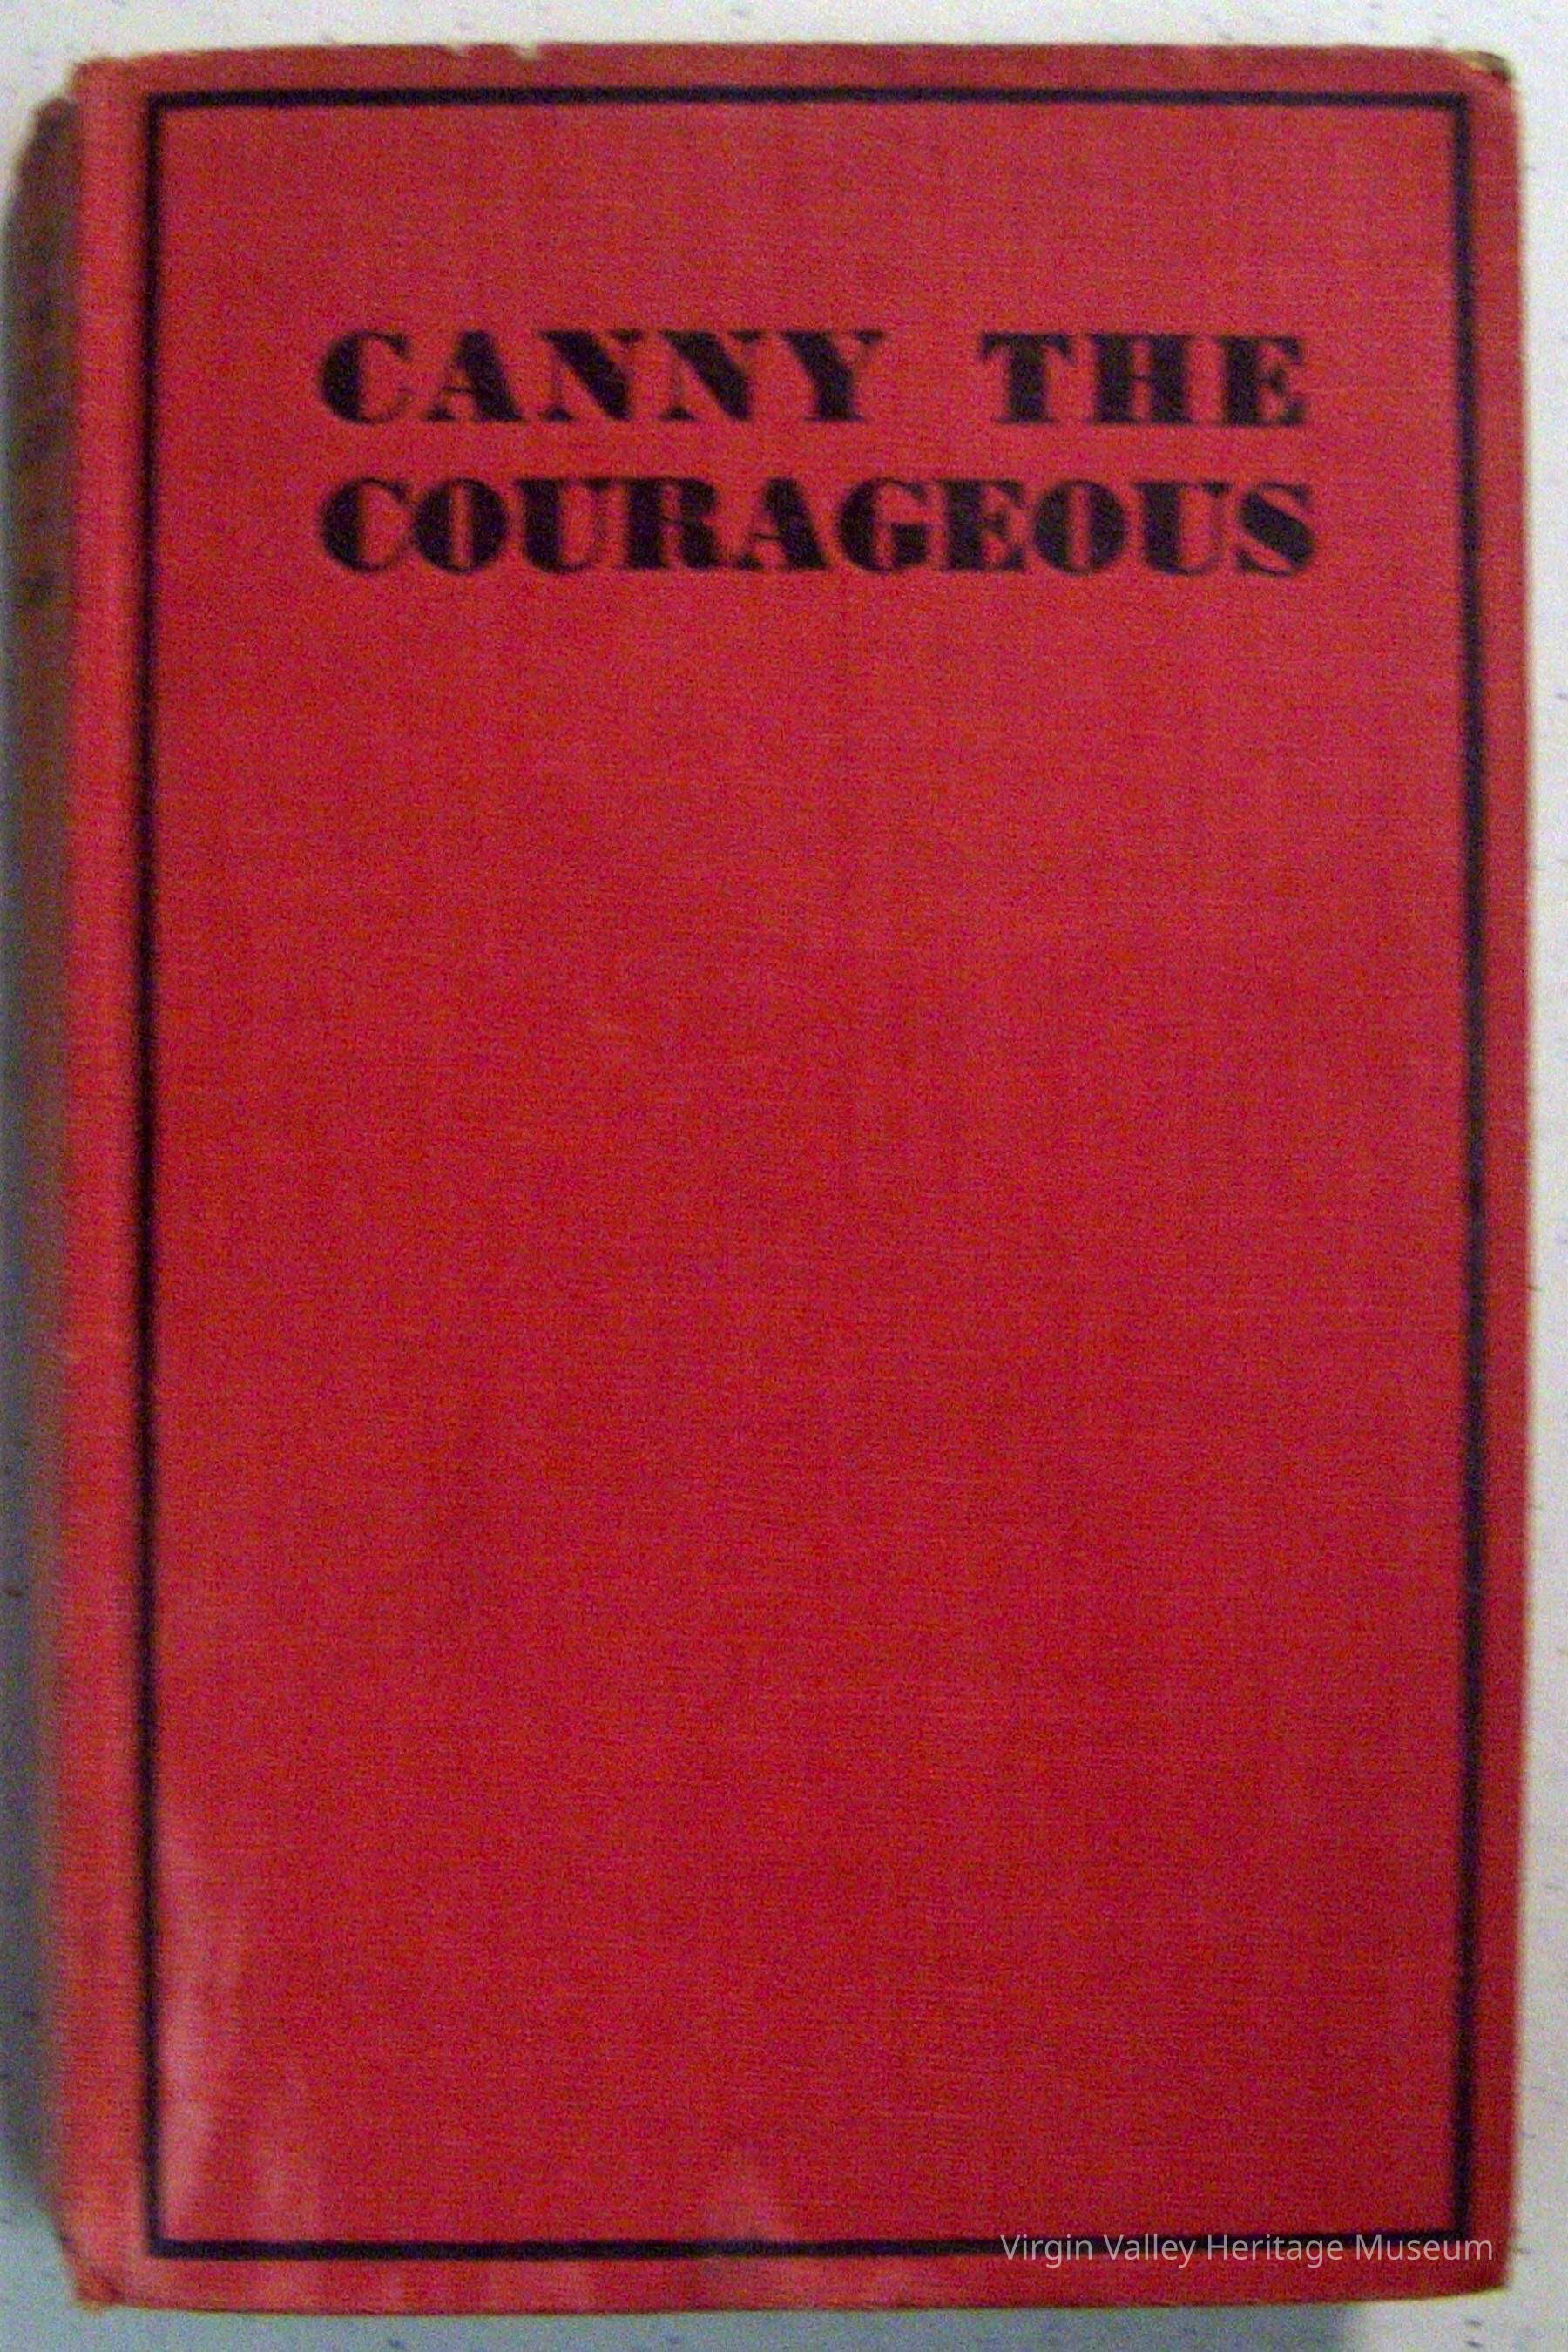 CANNY THE
COURAGEOUS
Virgin Valley Heritage Museum